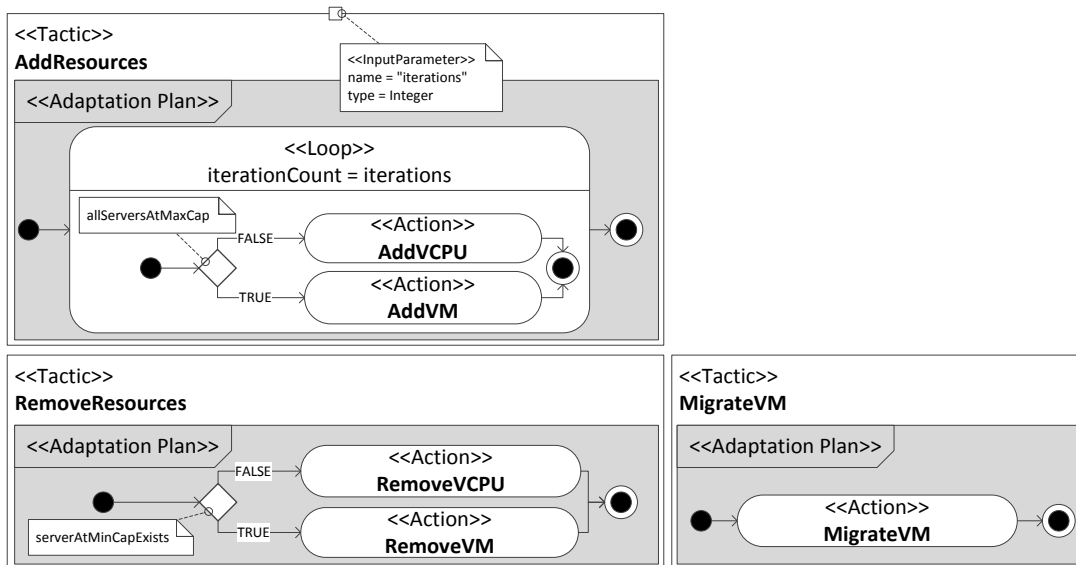 <<Tactic>>
AddResources
<<InputParameter>>
name = "iterations"
type = Integer
<<Adaptation Plan>>
<<Loop>>
iterationCount = iterations
allServersAtMaxCap
FALSE
<<Action>>
AddVCPU
TRUE
<<Action>>
AddVM
<<Tactic>>
RemoveResources
<<Adaptation Plan>>
FALSE
<<Action>>
RemoveVCPU
serverAtMinCapExists
TRUE
<<Action>>
RemoveVM
<<Tactic>>
MigrateVM
<<Adaptation Plan>>
<<Action>>
MigrateVM